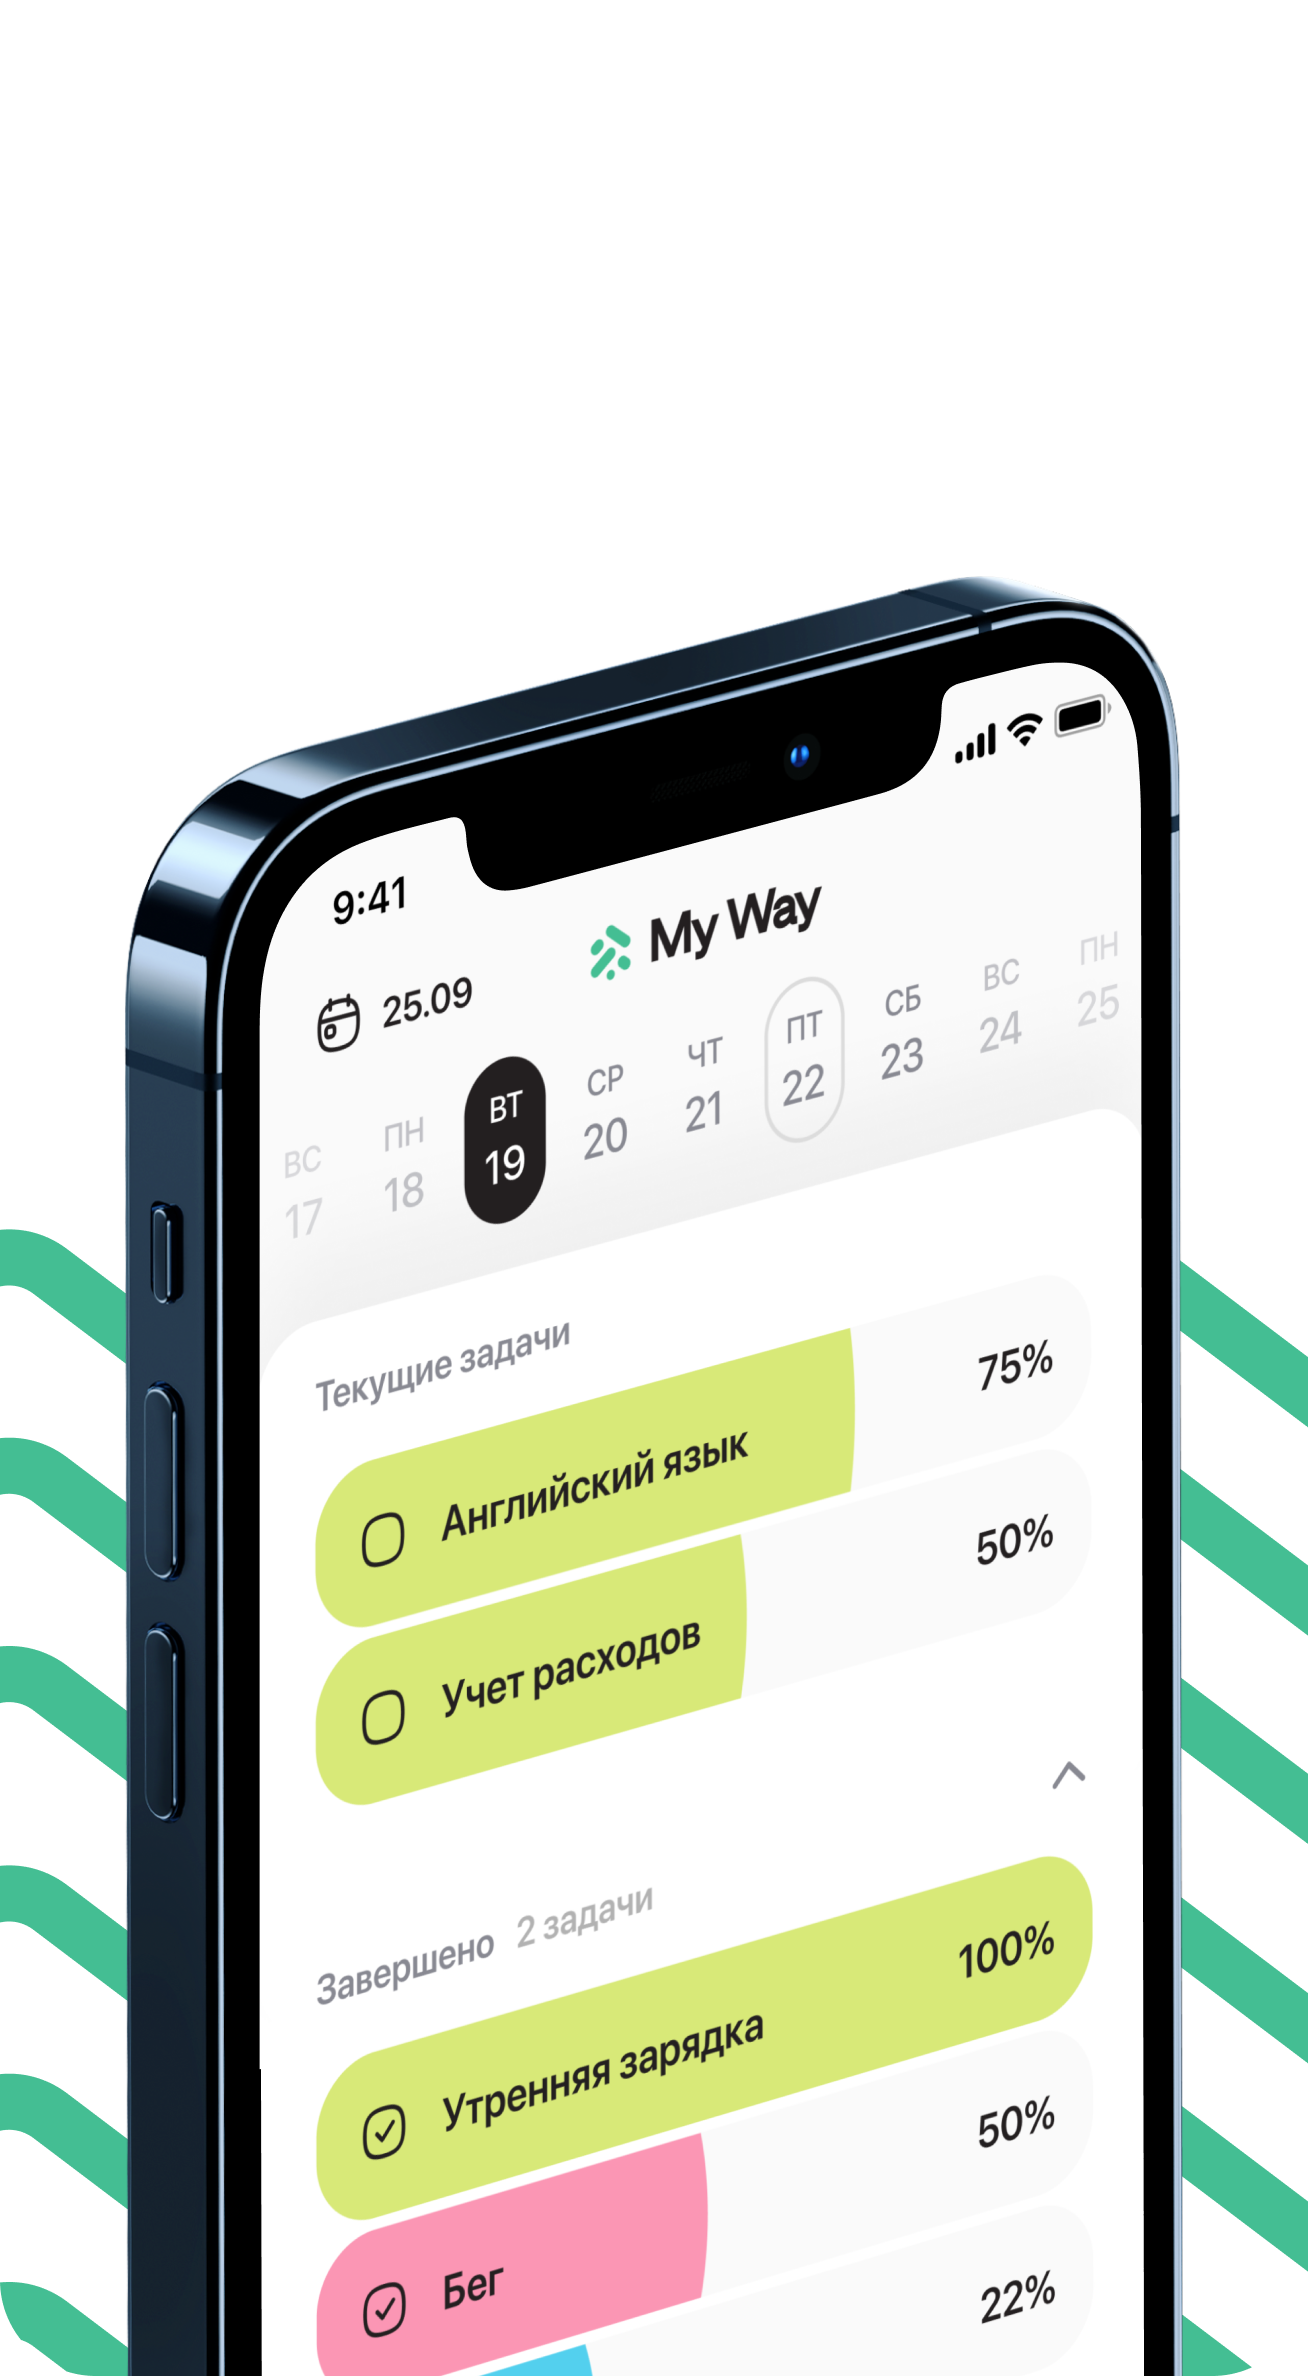 9:41
My Way
25.09
ВС ПН ВТ СР ЧТ ПТ СБ ВС ПН
17 18 19 20 21 22 23 24 25
Текущие задачи
Английский язык 75%
Учет расходов 50%
Завершено 2 задачи
Утренняя зарядка 100%
Бег 50%
22%